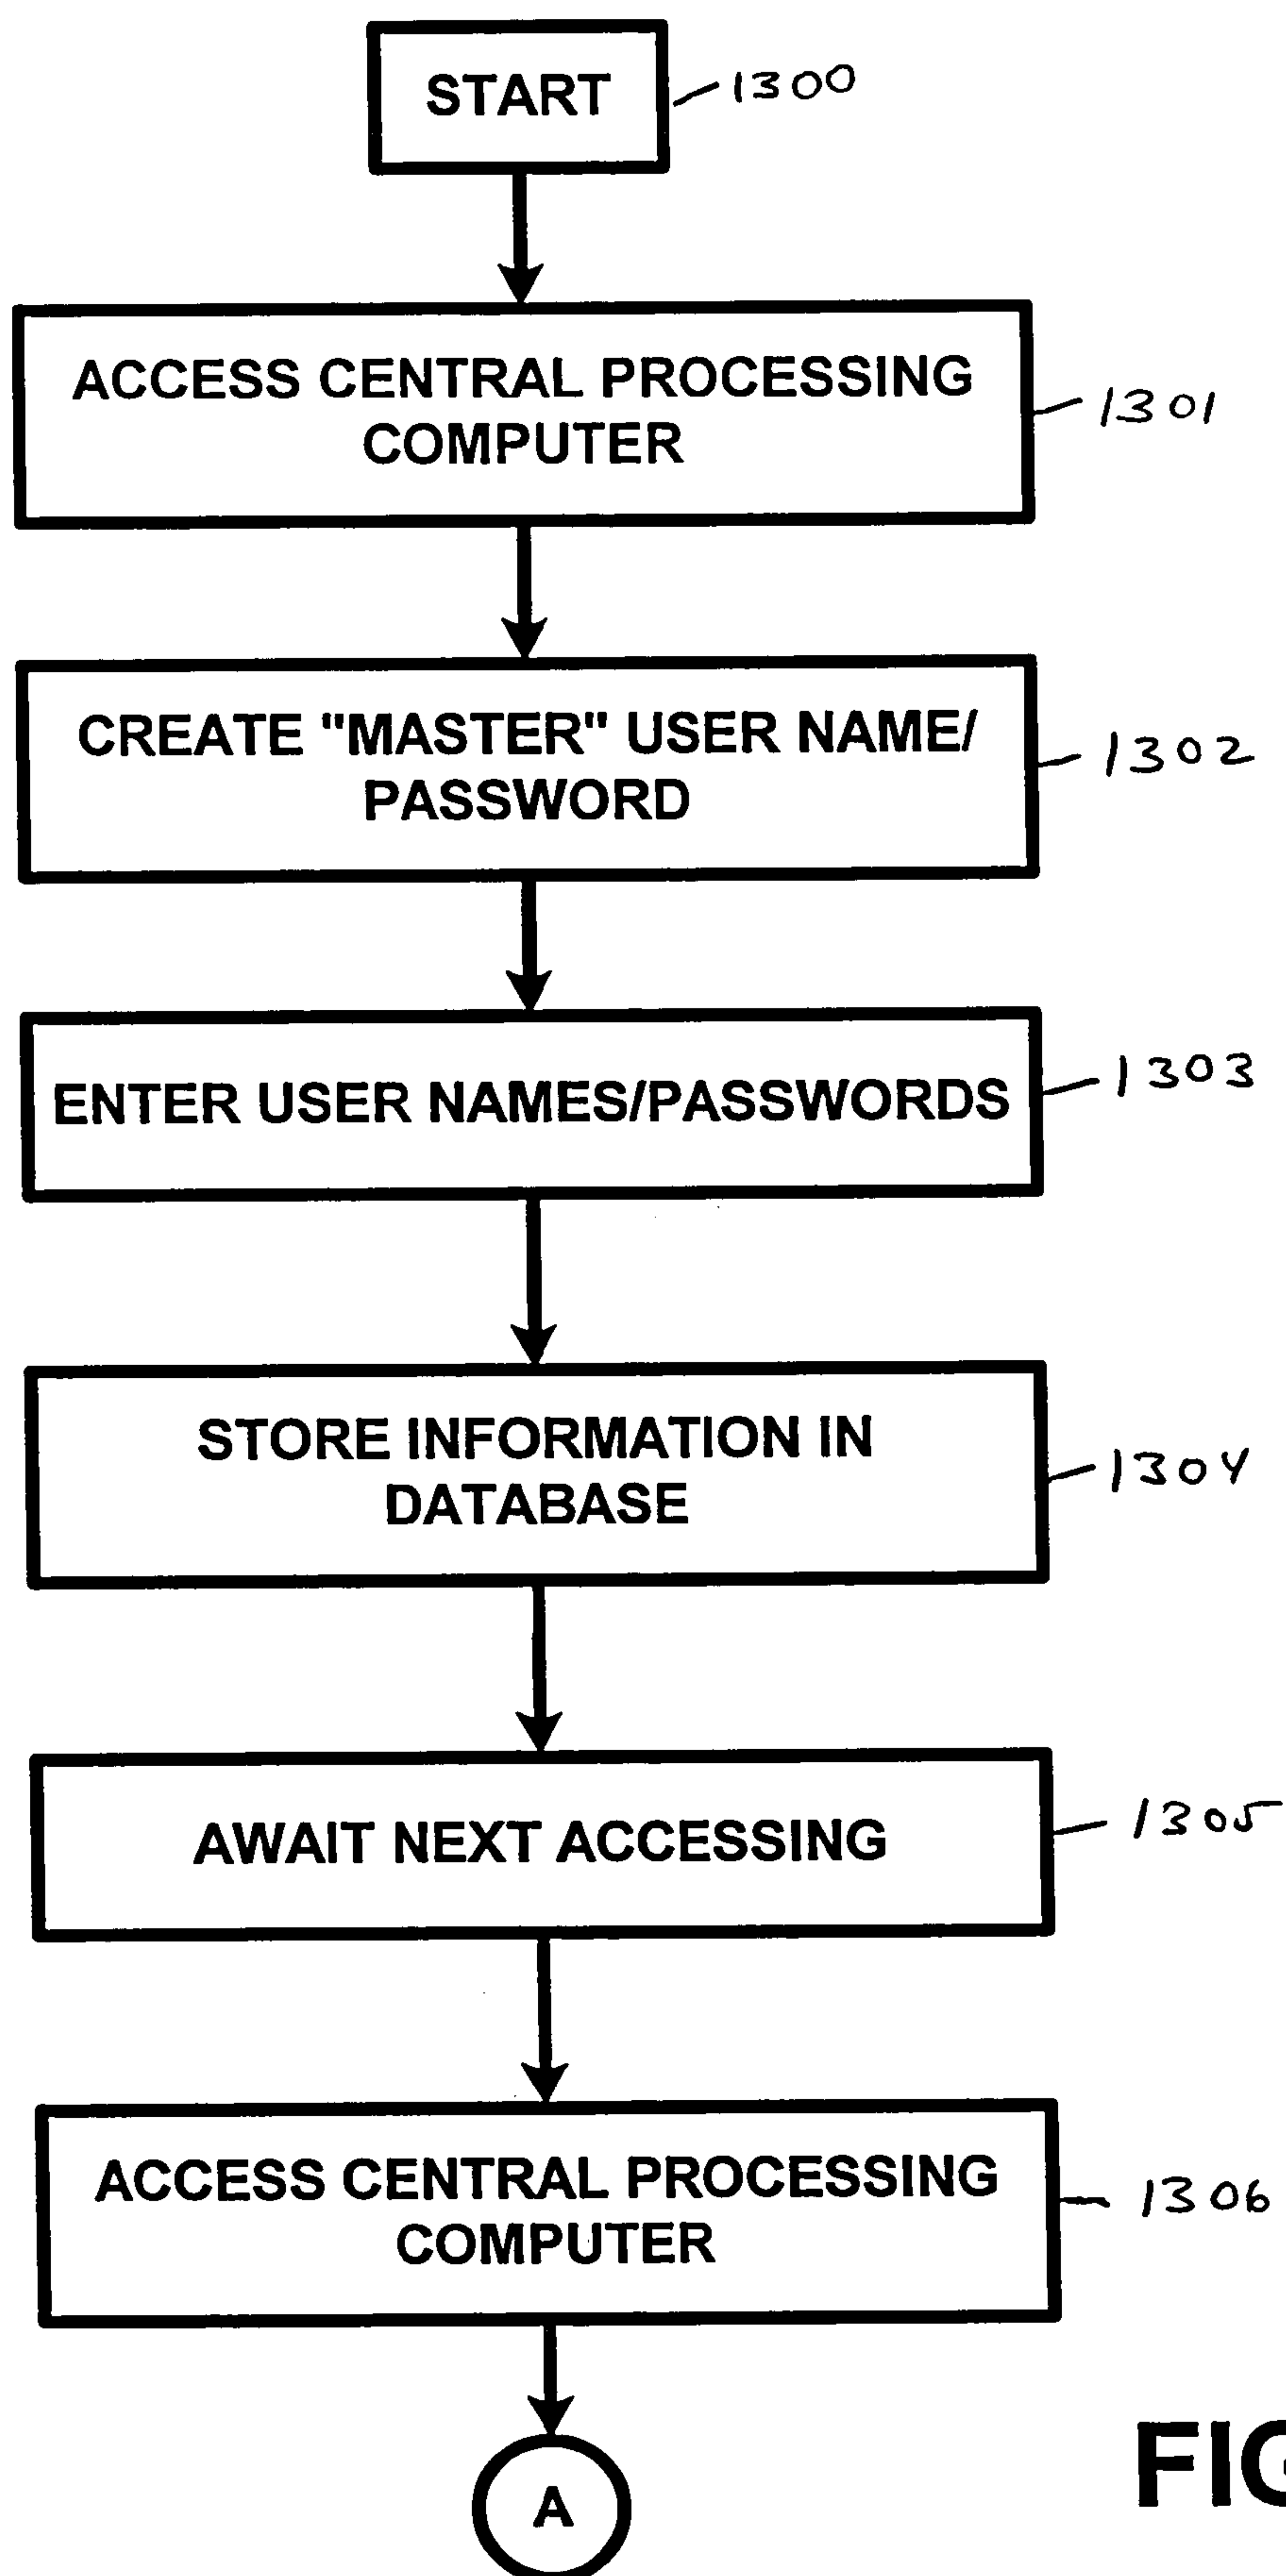 START
1300
ACCESS CENTRAL PROCESSING
COMPUTER
1301
CREATE "MASTER" USER NAME/
PASSWORD
1302
ENTER USER NAMES/PASSWORDS
1303
STORE INFORMATION IN
DATABASE
1304
AWAIT NEXT ACCESSING
1305
ACCESS CENTRAL PROCESSING
COMPUTER
1306
A